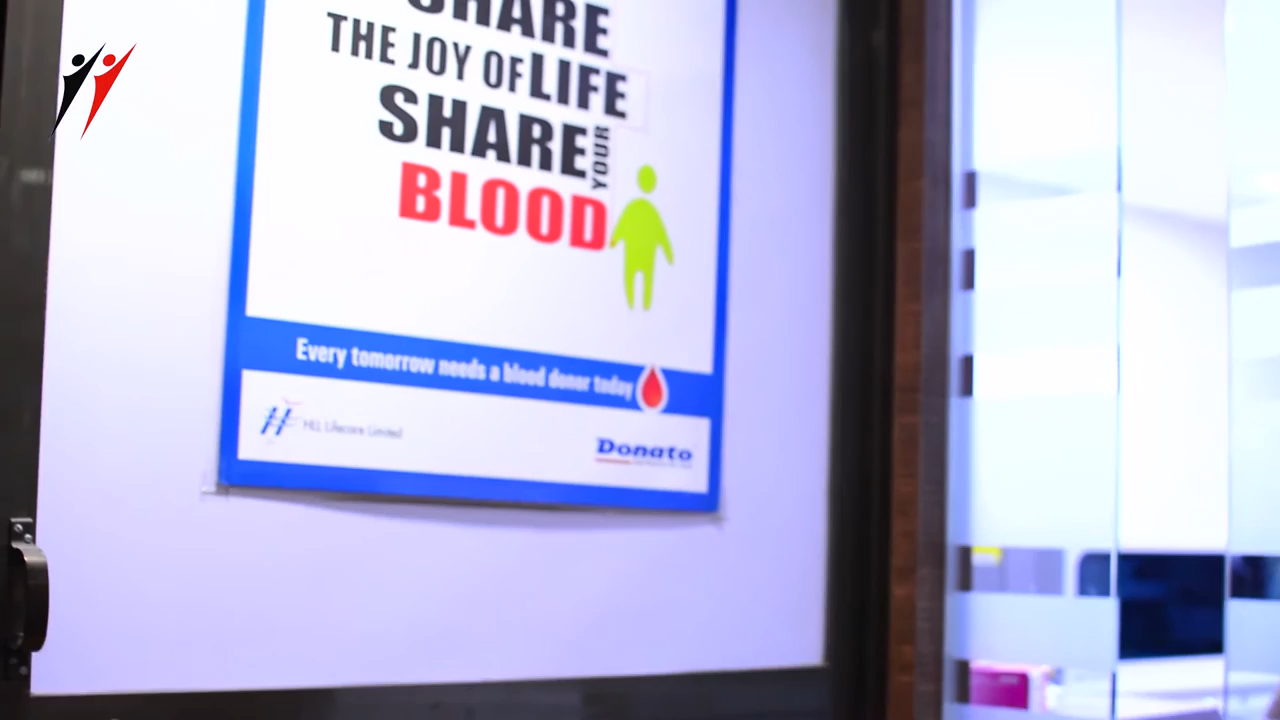 SHARE
THE JOY OF LIFE
SHARE YOUR
BLOOD
Every tomorrow needs a blood donor today
HLL Lifecare Limited
Donato